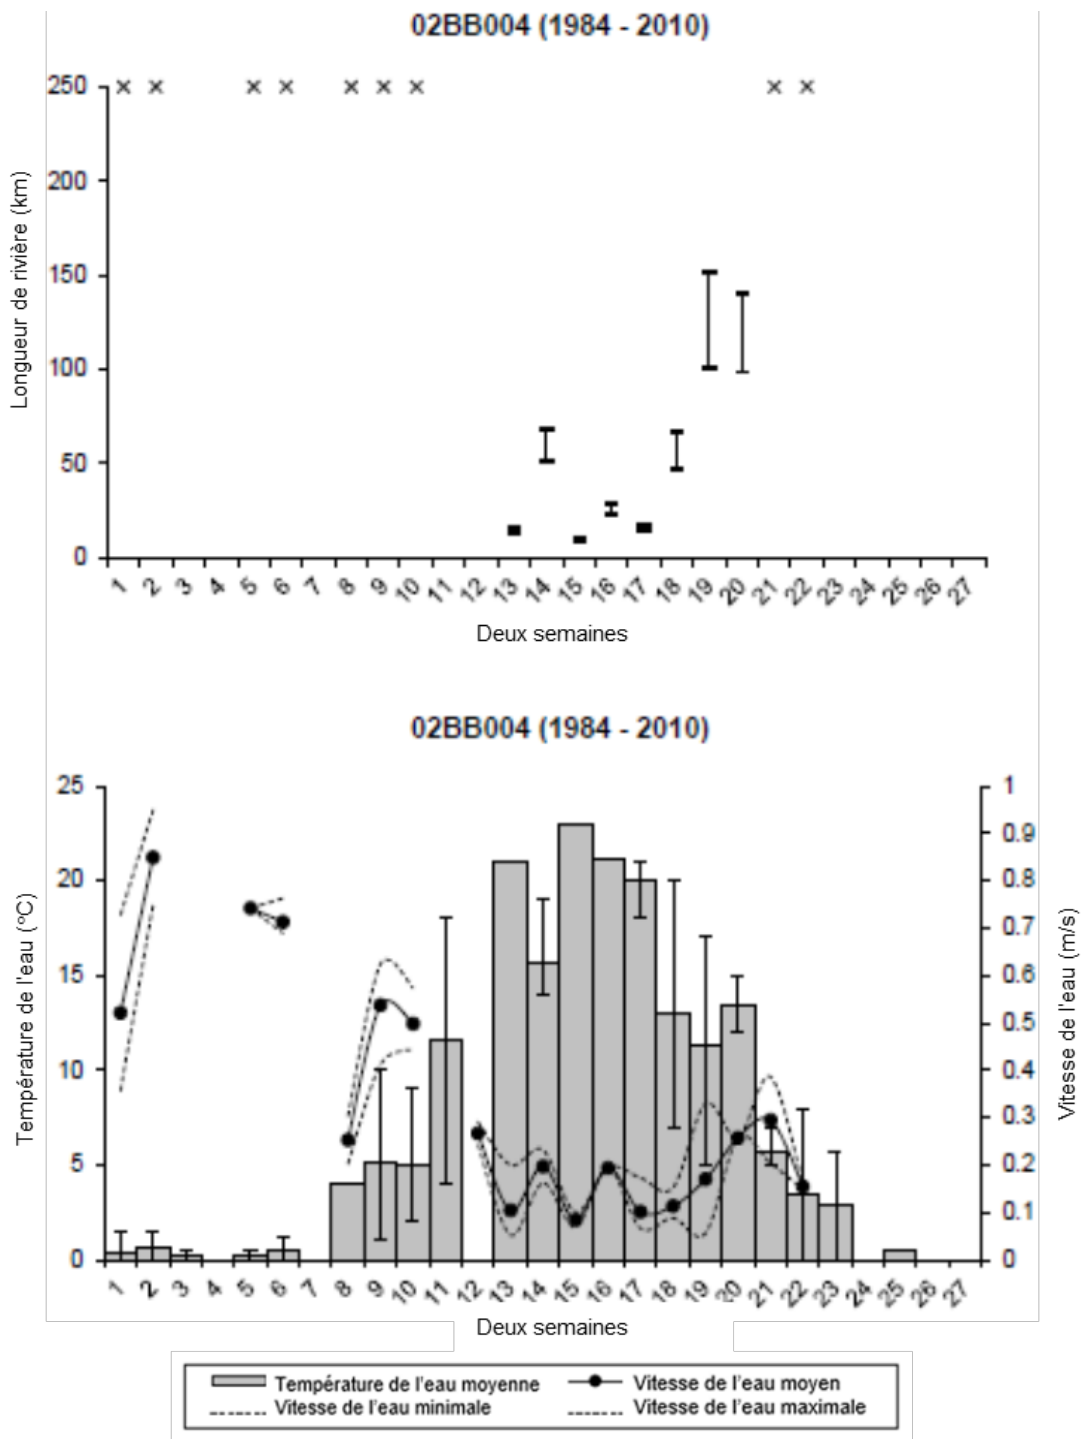 02BB004 (1984 - 2010)
Longueur de rivière (km)
250
200
150
100
50
0
1 2 3 4 5 6 7 8 9 10 11 12 13 14 15 16 17 18 19 20 21 22 23 24 25 26 27
Deux semaines
02BB004 (1984 - 2010)
Température de l'eau (°C)
25
20
15
10
5
0
1
0.9
0.8
0.7
0.6
0.5
0.4
0.3
0.2
0.1
0
Vitesse de l'eau (m/s)
1 2 3 4 5 6 7 8 9 10 11 12 13 14 15 16 17 18 19 20 21 22 23 24 25 26 27
Deux semaines
Température de l'eau moyenne
Vitesse de l'eau moyen
Vitesse de l'eau minimale
Vitesse de l'eau maximale